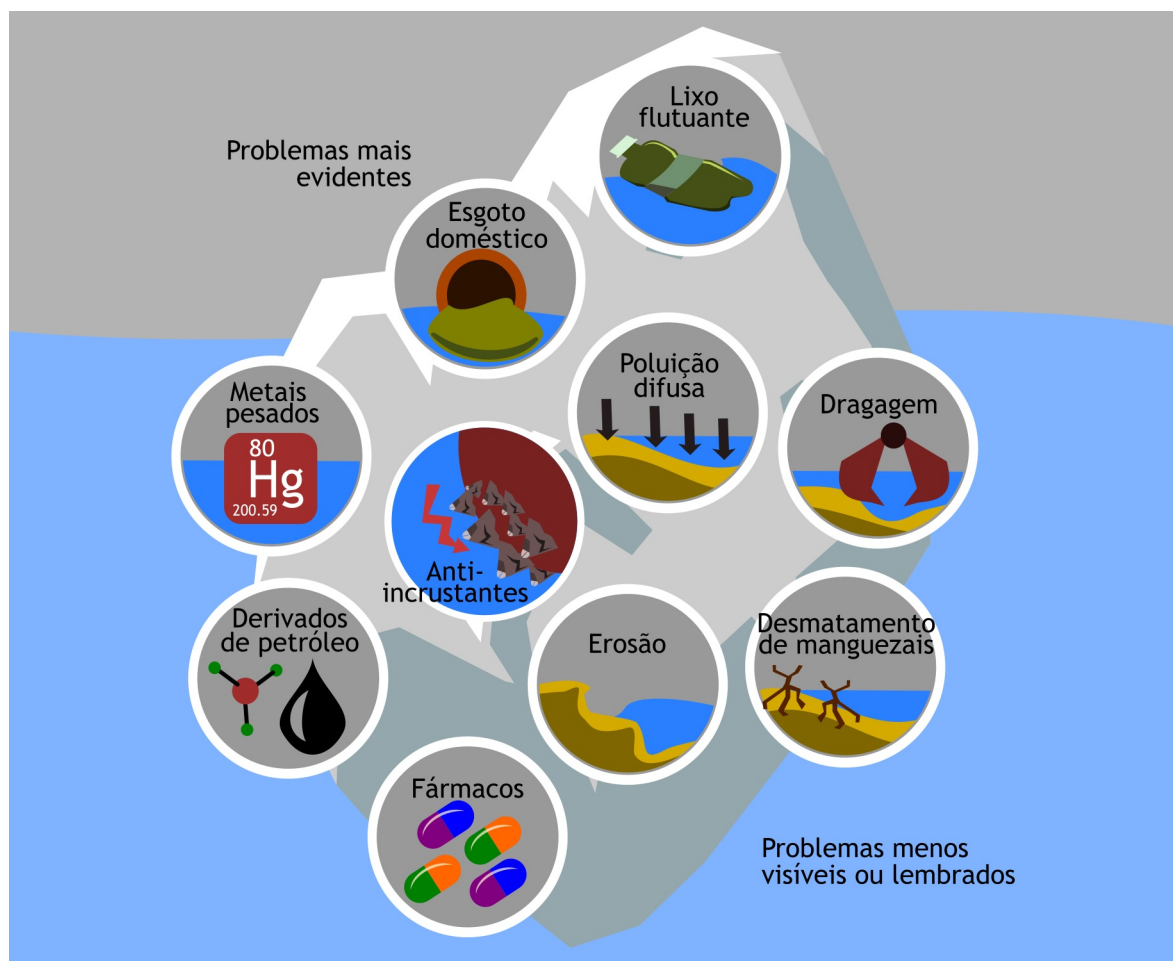 Lixo
flutuante
Problemas mais
evidentes
Esgoto
doméstico
Poluição
difusa
Metais
pesados
80
Hg
200.59
Dragagem
Anti-
incrustantes
Derivados
de petróleo
Erosão
Desmatamento
de manguezais
Fármacos
Problemas menos
visíveis ou lembrados